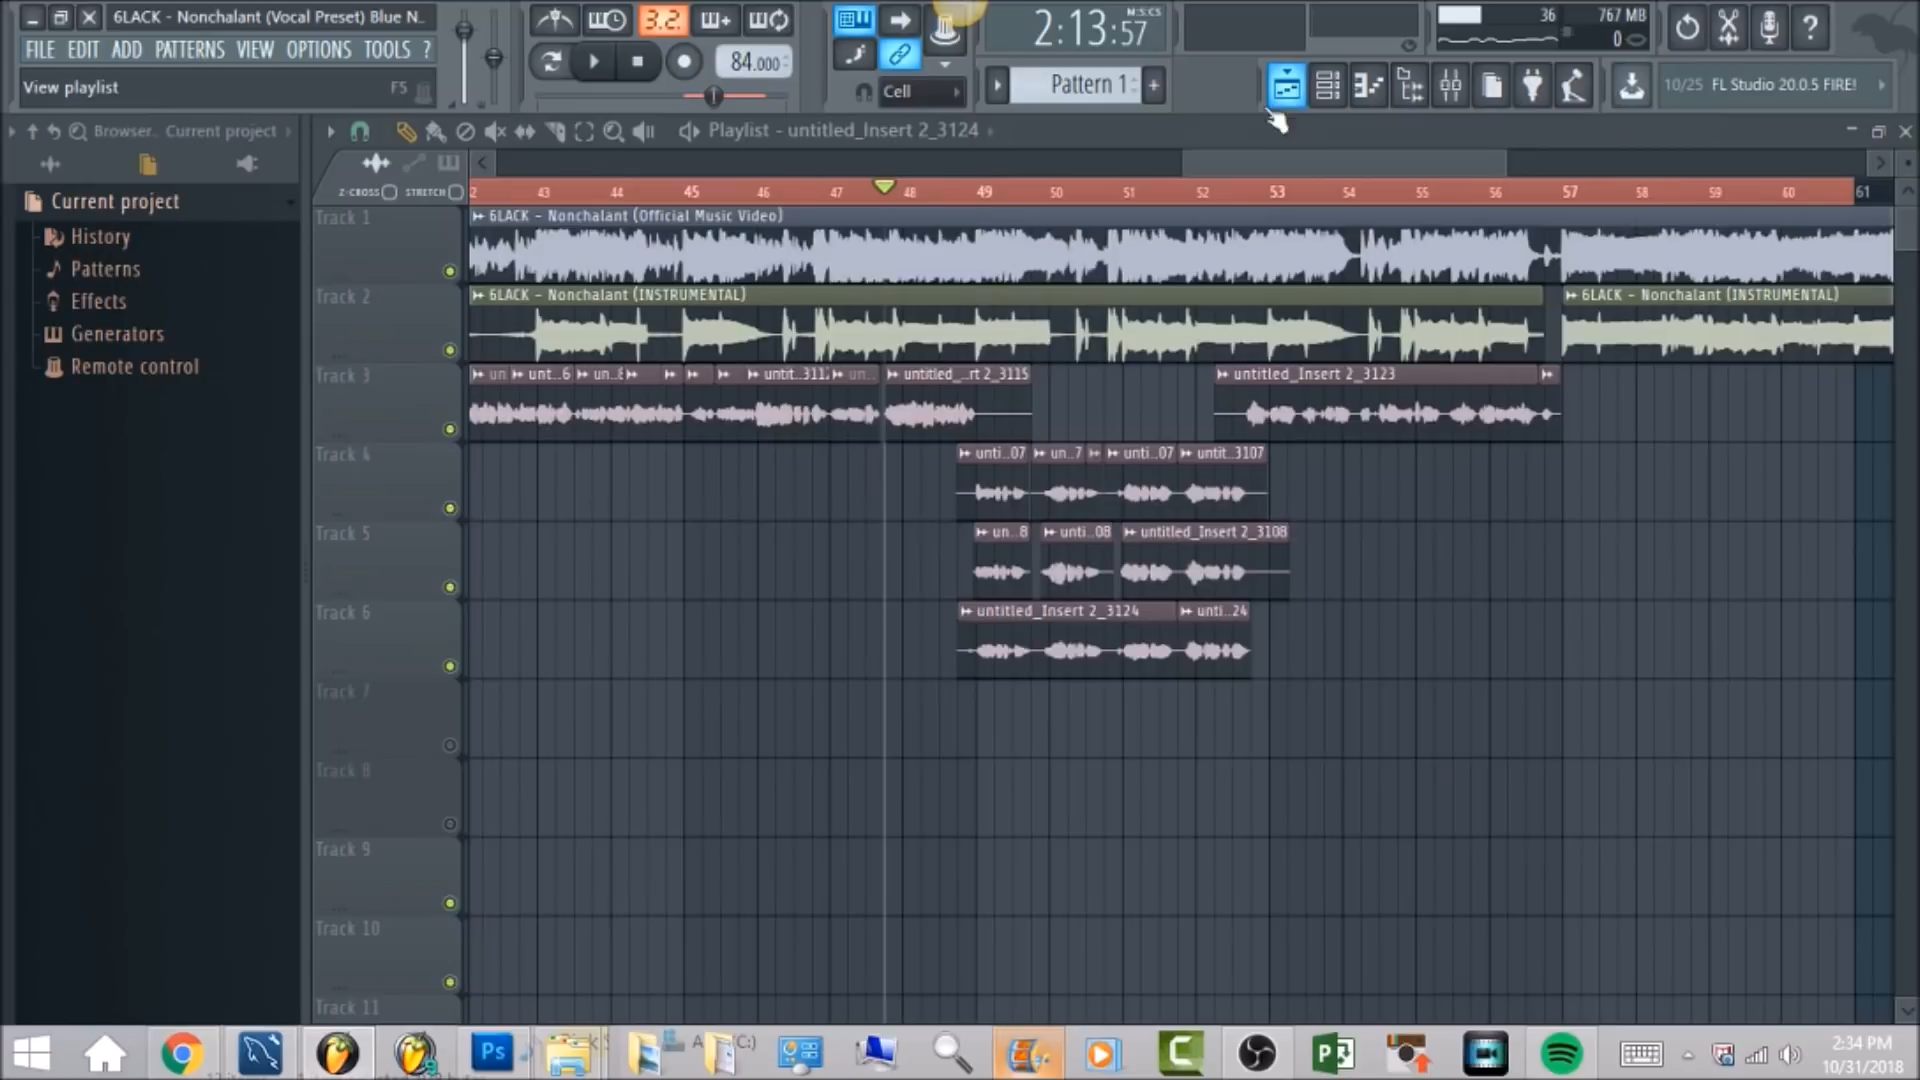 6LACK - Nonchalant (Vocal Preset) Blue N..
FILE EDIT ADD PATTERNS VIEW OPTIONS TOOLS ?
View playlist F5
3.2.
84.000
Cell
2:13:57
M:S:CS
Pattern 1
36
767 MB
0
10/25 FL Studio 20.0.5 FIRE!
Browser.. Current project
Playlist - untitled_Insert 2_3124
Current project
History
Patterns
Effects
Generators
Remote control
Z-CROSS STRETCH
2 43 44 45 46 47 48 49 50 51 52 53 54 55 56 57 58 59 60 61
Track 1
6LACK - Nonchalant (Official Music Video)
Track 2
6LACK - Nonchalant (INSTRUMENTAL)
6LACK - Nonchalant (INSTRUMENTAL)
Track 3
un unt..6 un..8 untit..3112 un.. untitled_..rt 2_3115 untitled_Insert 2_3123
Track 4
unti..07 un..7 unti..07 untit..3107
Track 5
un..8 unti..08 untitled_Insert 2_3108
Track 6
untitled_Insert 2_3124 unti..24
Track 7
Track 8
Track 9
Track 10
Track 11
Ps
2:34 PM
10/31/2018